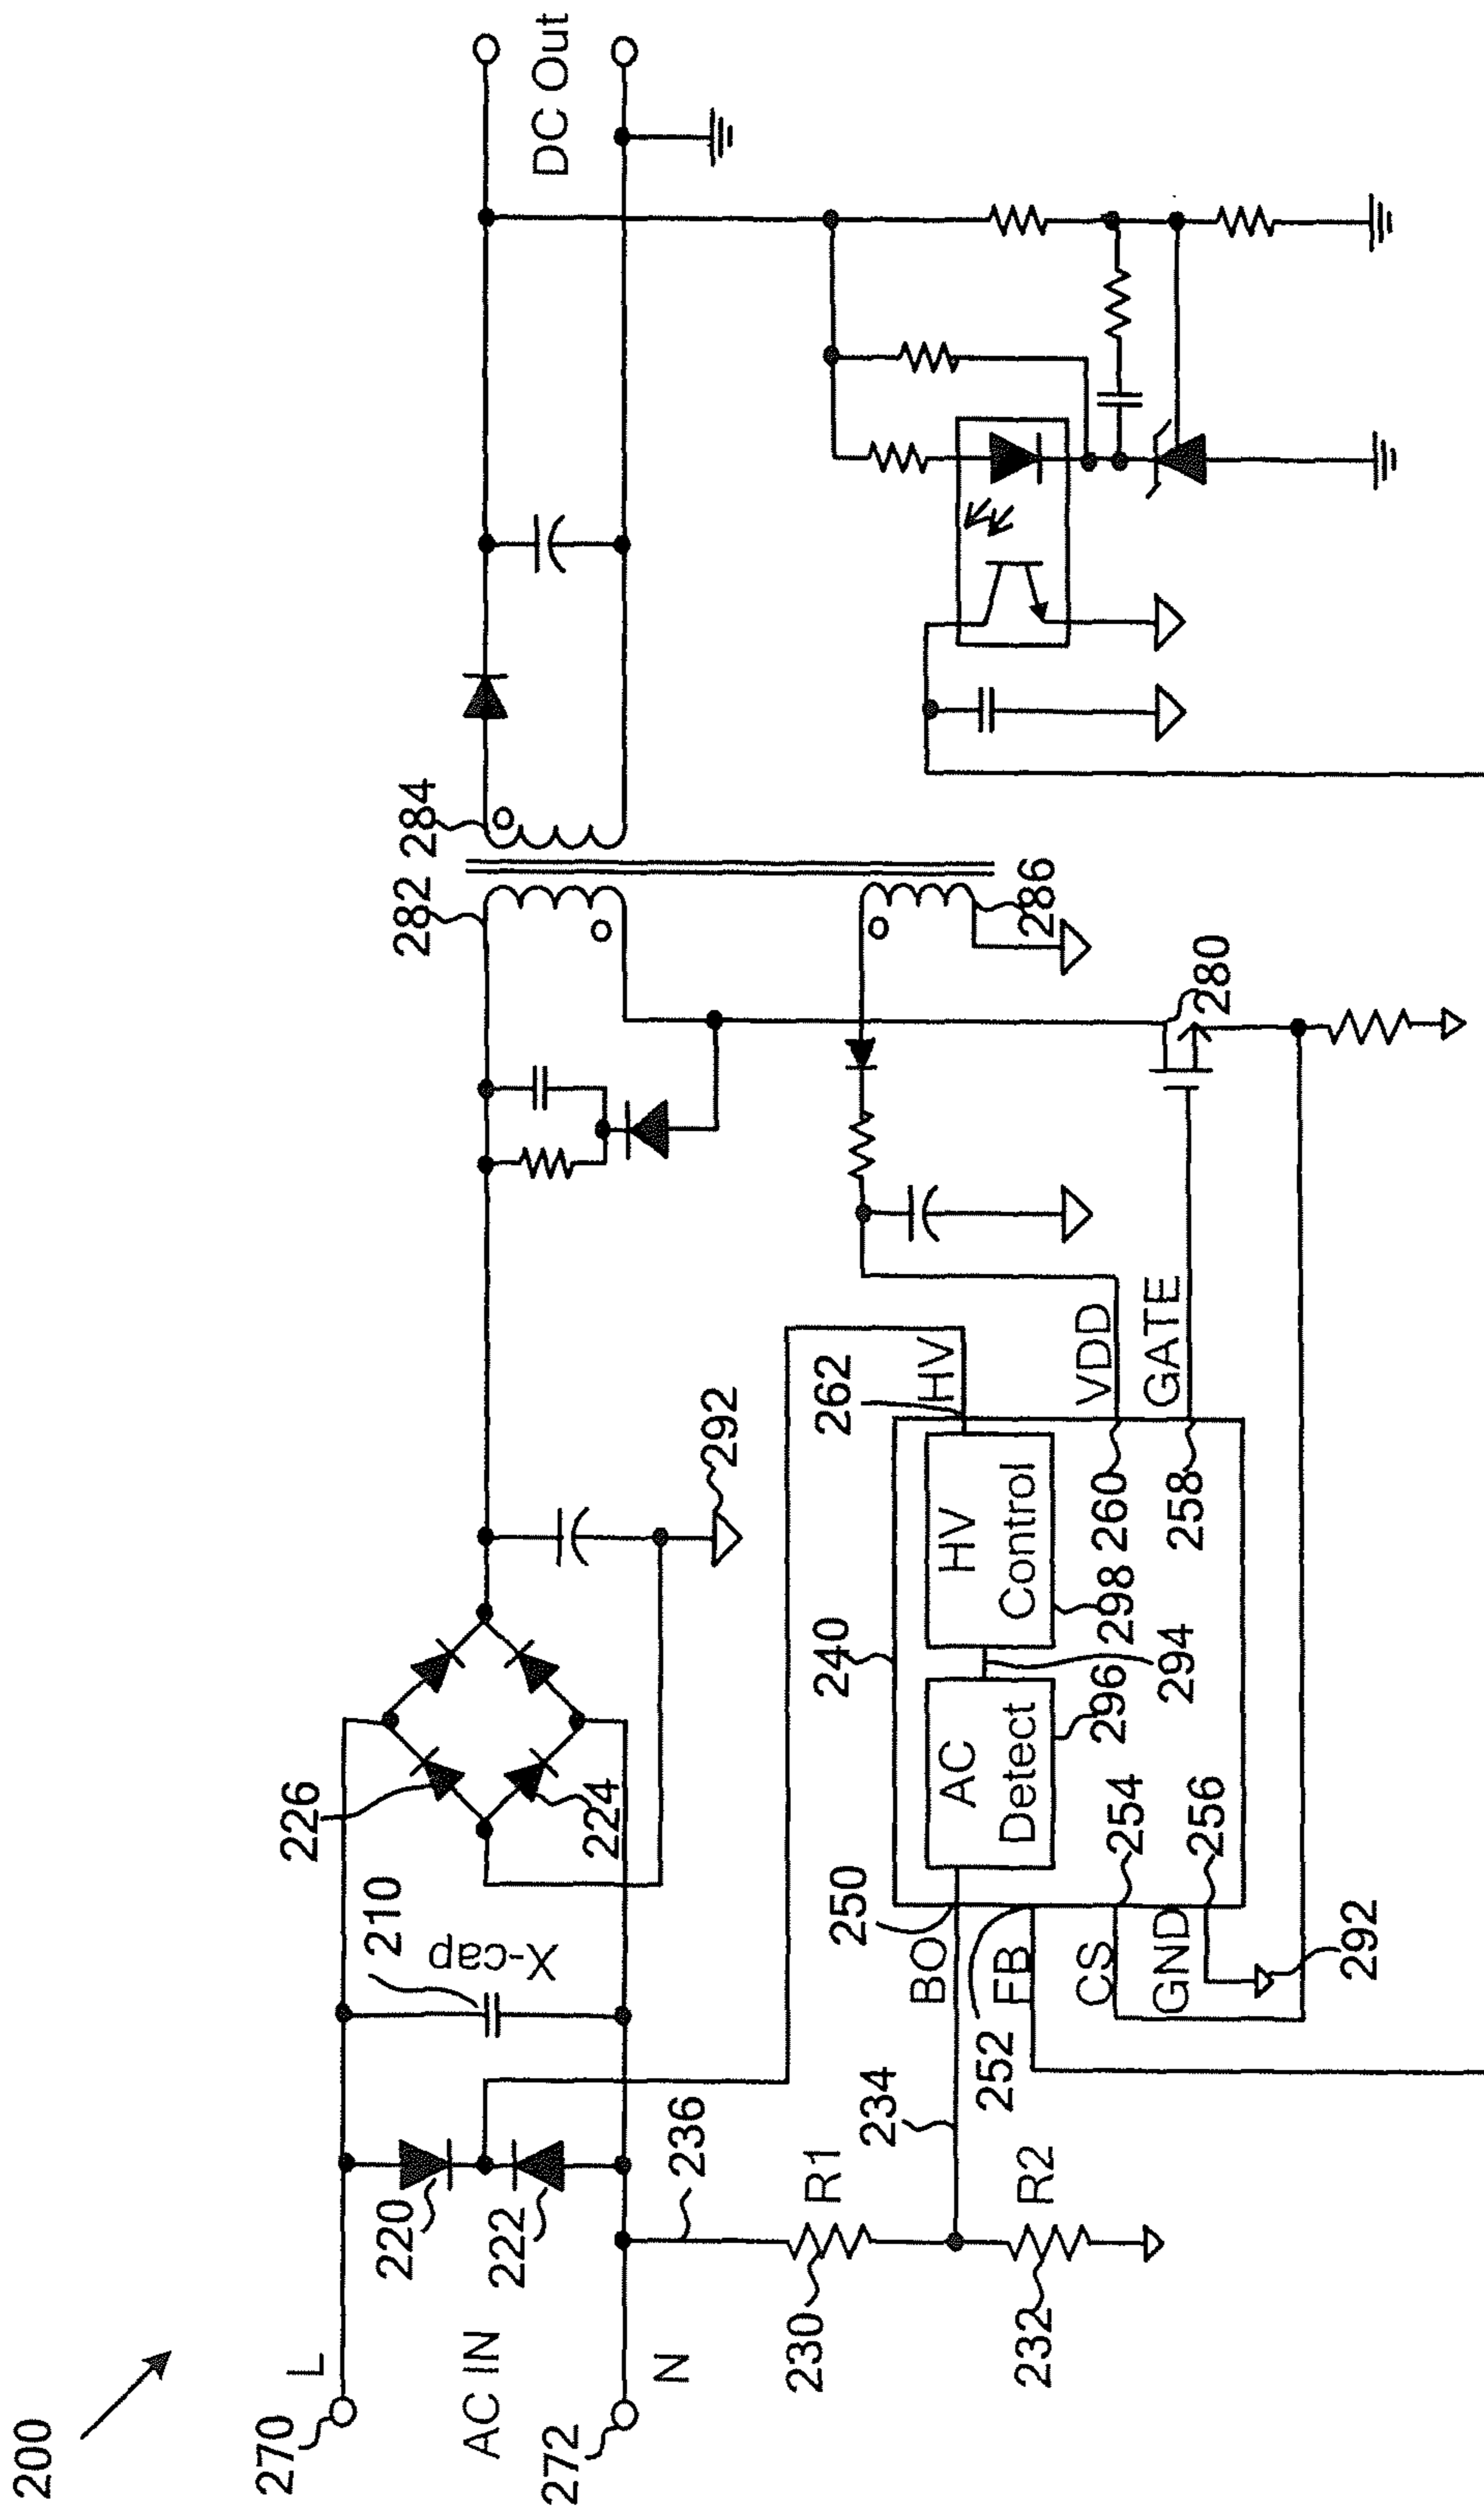 200
270
L
AC IN
272
N
220
222
236
X-cap
210
226
224
292
282
284
DC Out
230
R1
232
R2
234
250
BO
252
FB
CS
GND
254
256
292
240
AC
Detect
296
294
HV
Control
298
262
HV
260
VDD
258
GATE
286
280